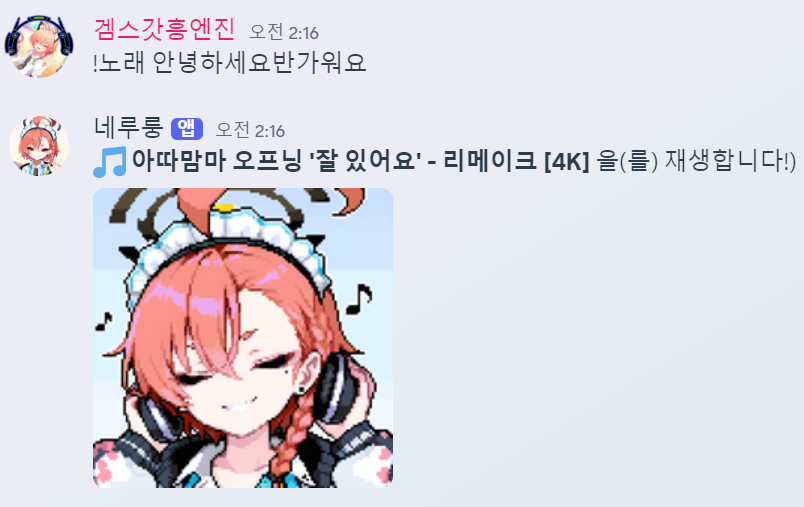 겜스갓흥엔진 오전 2:16
!노래 안녕하세요반가워요
네루룽 앱 오전 2:16
아따맘마 오프닝 '잘 있어요' - 리메이크 [4K] 을(를) 재생합니다!)